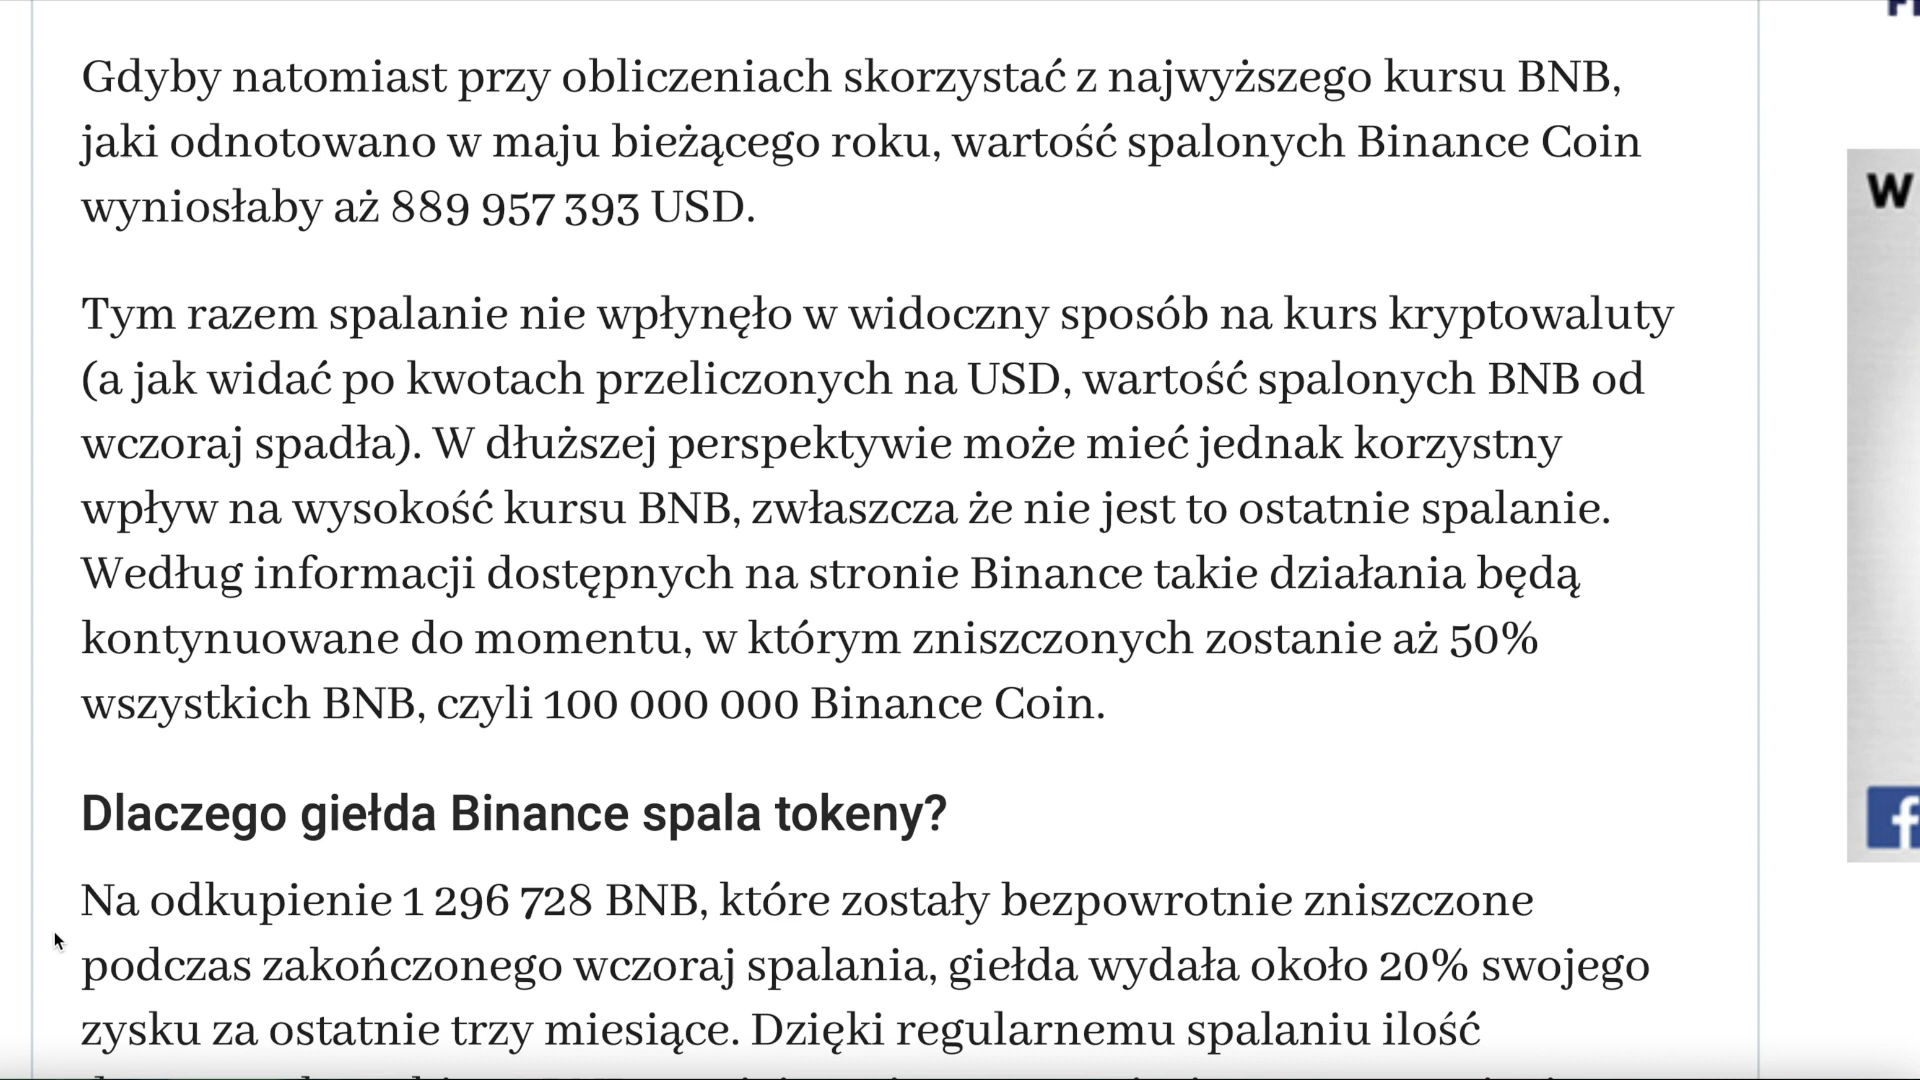 Gdyby natomiast przy obliczeniach skorzystać z najwyższego kursu BNB,
jaki odnotowano w maju bieżącego roku, wartość spalonych Binance Coin
wyniosłaby aż 889 957 393 USD.
Tym razem spalanie nie wpłynęło w widoczny sposób na kurs kryptowaluty
(a jak widać po kwotach przeliczonych na USD, wartość spalonych BNB od
wczoraj spadła). W dłuższej perspektywie może mieć jednak korzystny
wpływ na wysokość kursu BNB, zwłaszcza że nie jest to ostatnie spalanie.
Według informacji dostępnych na stronie Binance takie działania będą
kontynuowane do momentu, w którym zniszczonych zostanie aż 50%
wszystkich BNB, czyli 100 000 000 Binance Coin.
Dlaczego giełda Binance spala tokeny?
Na odkupienie 1 296 728 BNB, które zostały bezpowrotnie zniszczone
podczas zakończonego wczoraj spalania, giełda wydała około 20% swojego
zysku za ostatnie trzy miesiące. Dzięki regularnemu spalaniu ilość
W
f